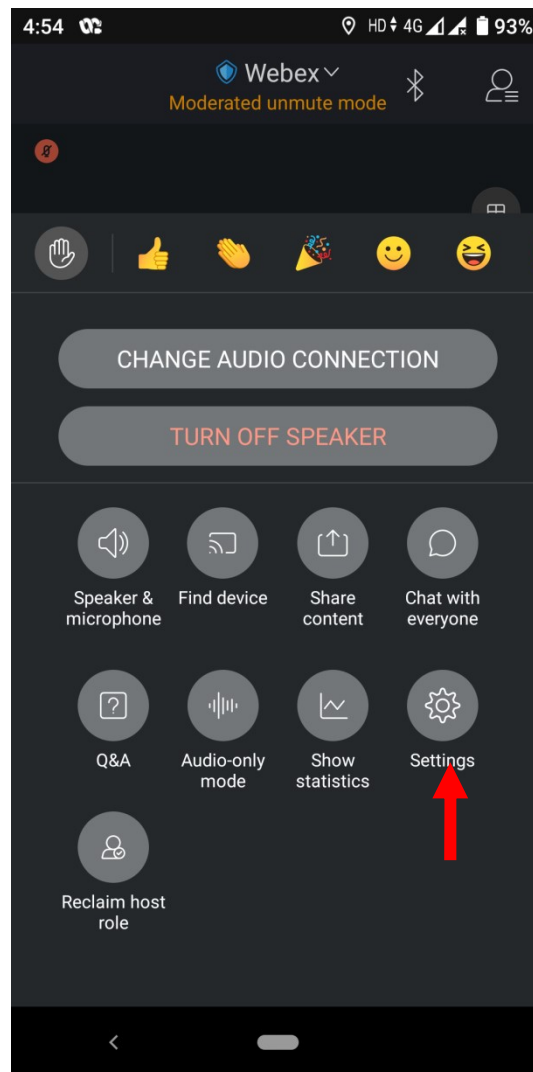 4:54 HD 4G 93%
Webex
Moderated unmute mode
CHANGE AUDIO CONNECTION
TURN OFF SPEAKER
Speaker & microphone
Find device
Share content
Chat with everyone
Q&A
Audio-only mode
Show statistics
Settings
Reclaim host role